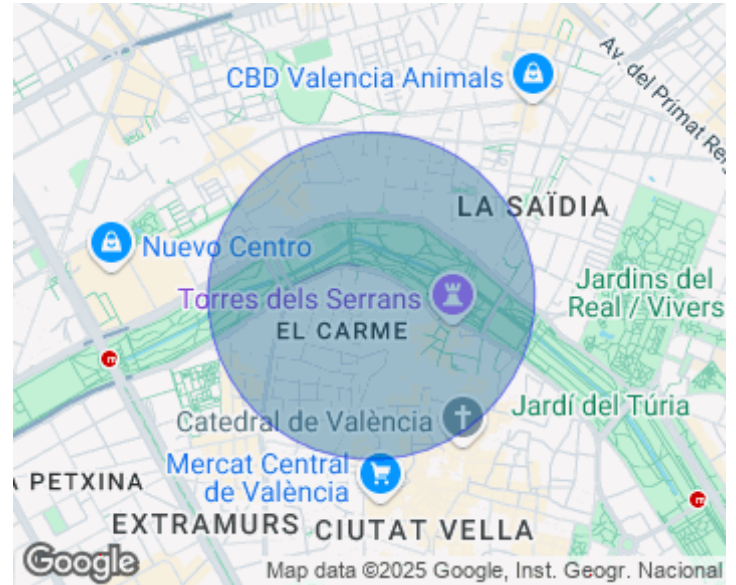 CBD Valencia Animals
Av. del Primat Rei
LA SAÏDIA
Nuevo Centro
Torres dels Serrans
Jardins del
Real / Vivers
EL CARME
Catedral de València
Jardí del Túria
Mercat Central
de València
PETXINA
EXTRAMURS
CIUTAT VELLA
Google
Map data ©2025 Google, Inst. Geogr. Nacional